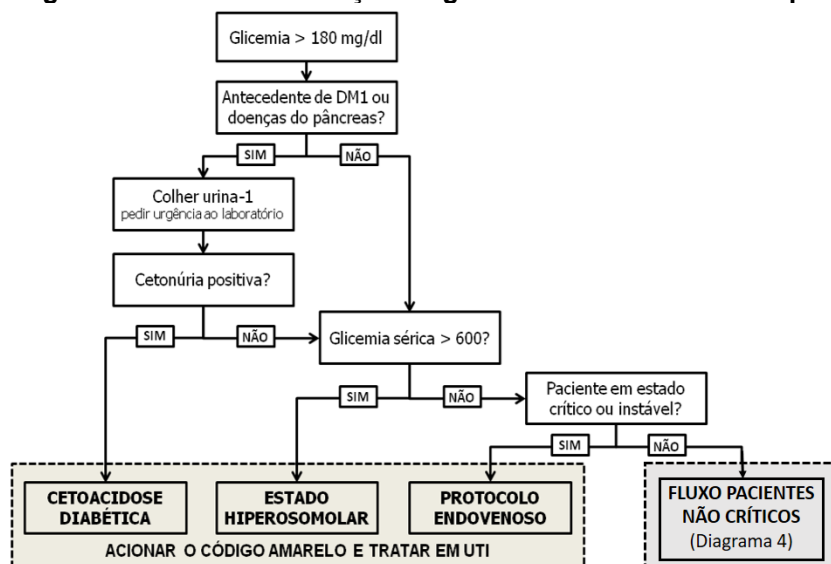 Glicemia > 180 mg/dl
Antecedente de DM1 ou
doenças do pâncreas?
SIM
NÃO
Colher urina-1
pedir urgência ao laboratório
Cetonúria positiva?
SIM
NÃO
Glicemia sérica > 600?
SIM
NÃO
Paciente em estado
crítico ou instável?
SIM
NÃO
CETOACIDOSE
DIABÉTICA
ESTADO
HIPEROSOMOLAR
PROTOCOLO
ENDOVENOSO
ACIONAR O CÓDIGO AMARELO E TRATAR EM UTI
FLUXO PACIENTES
NÃO CRÍTICOS
(Diagrama 4)